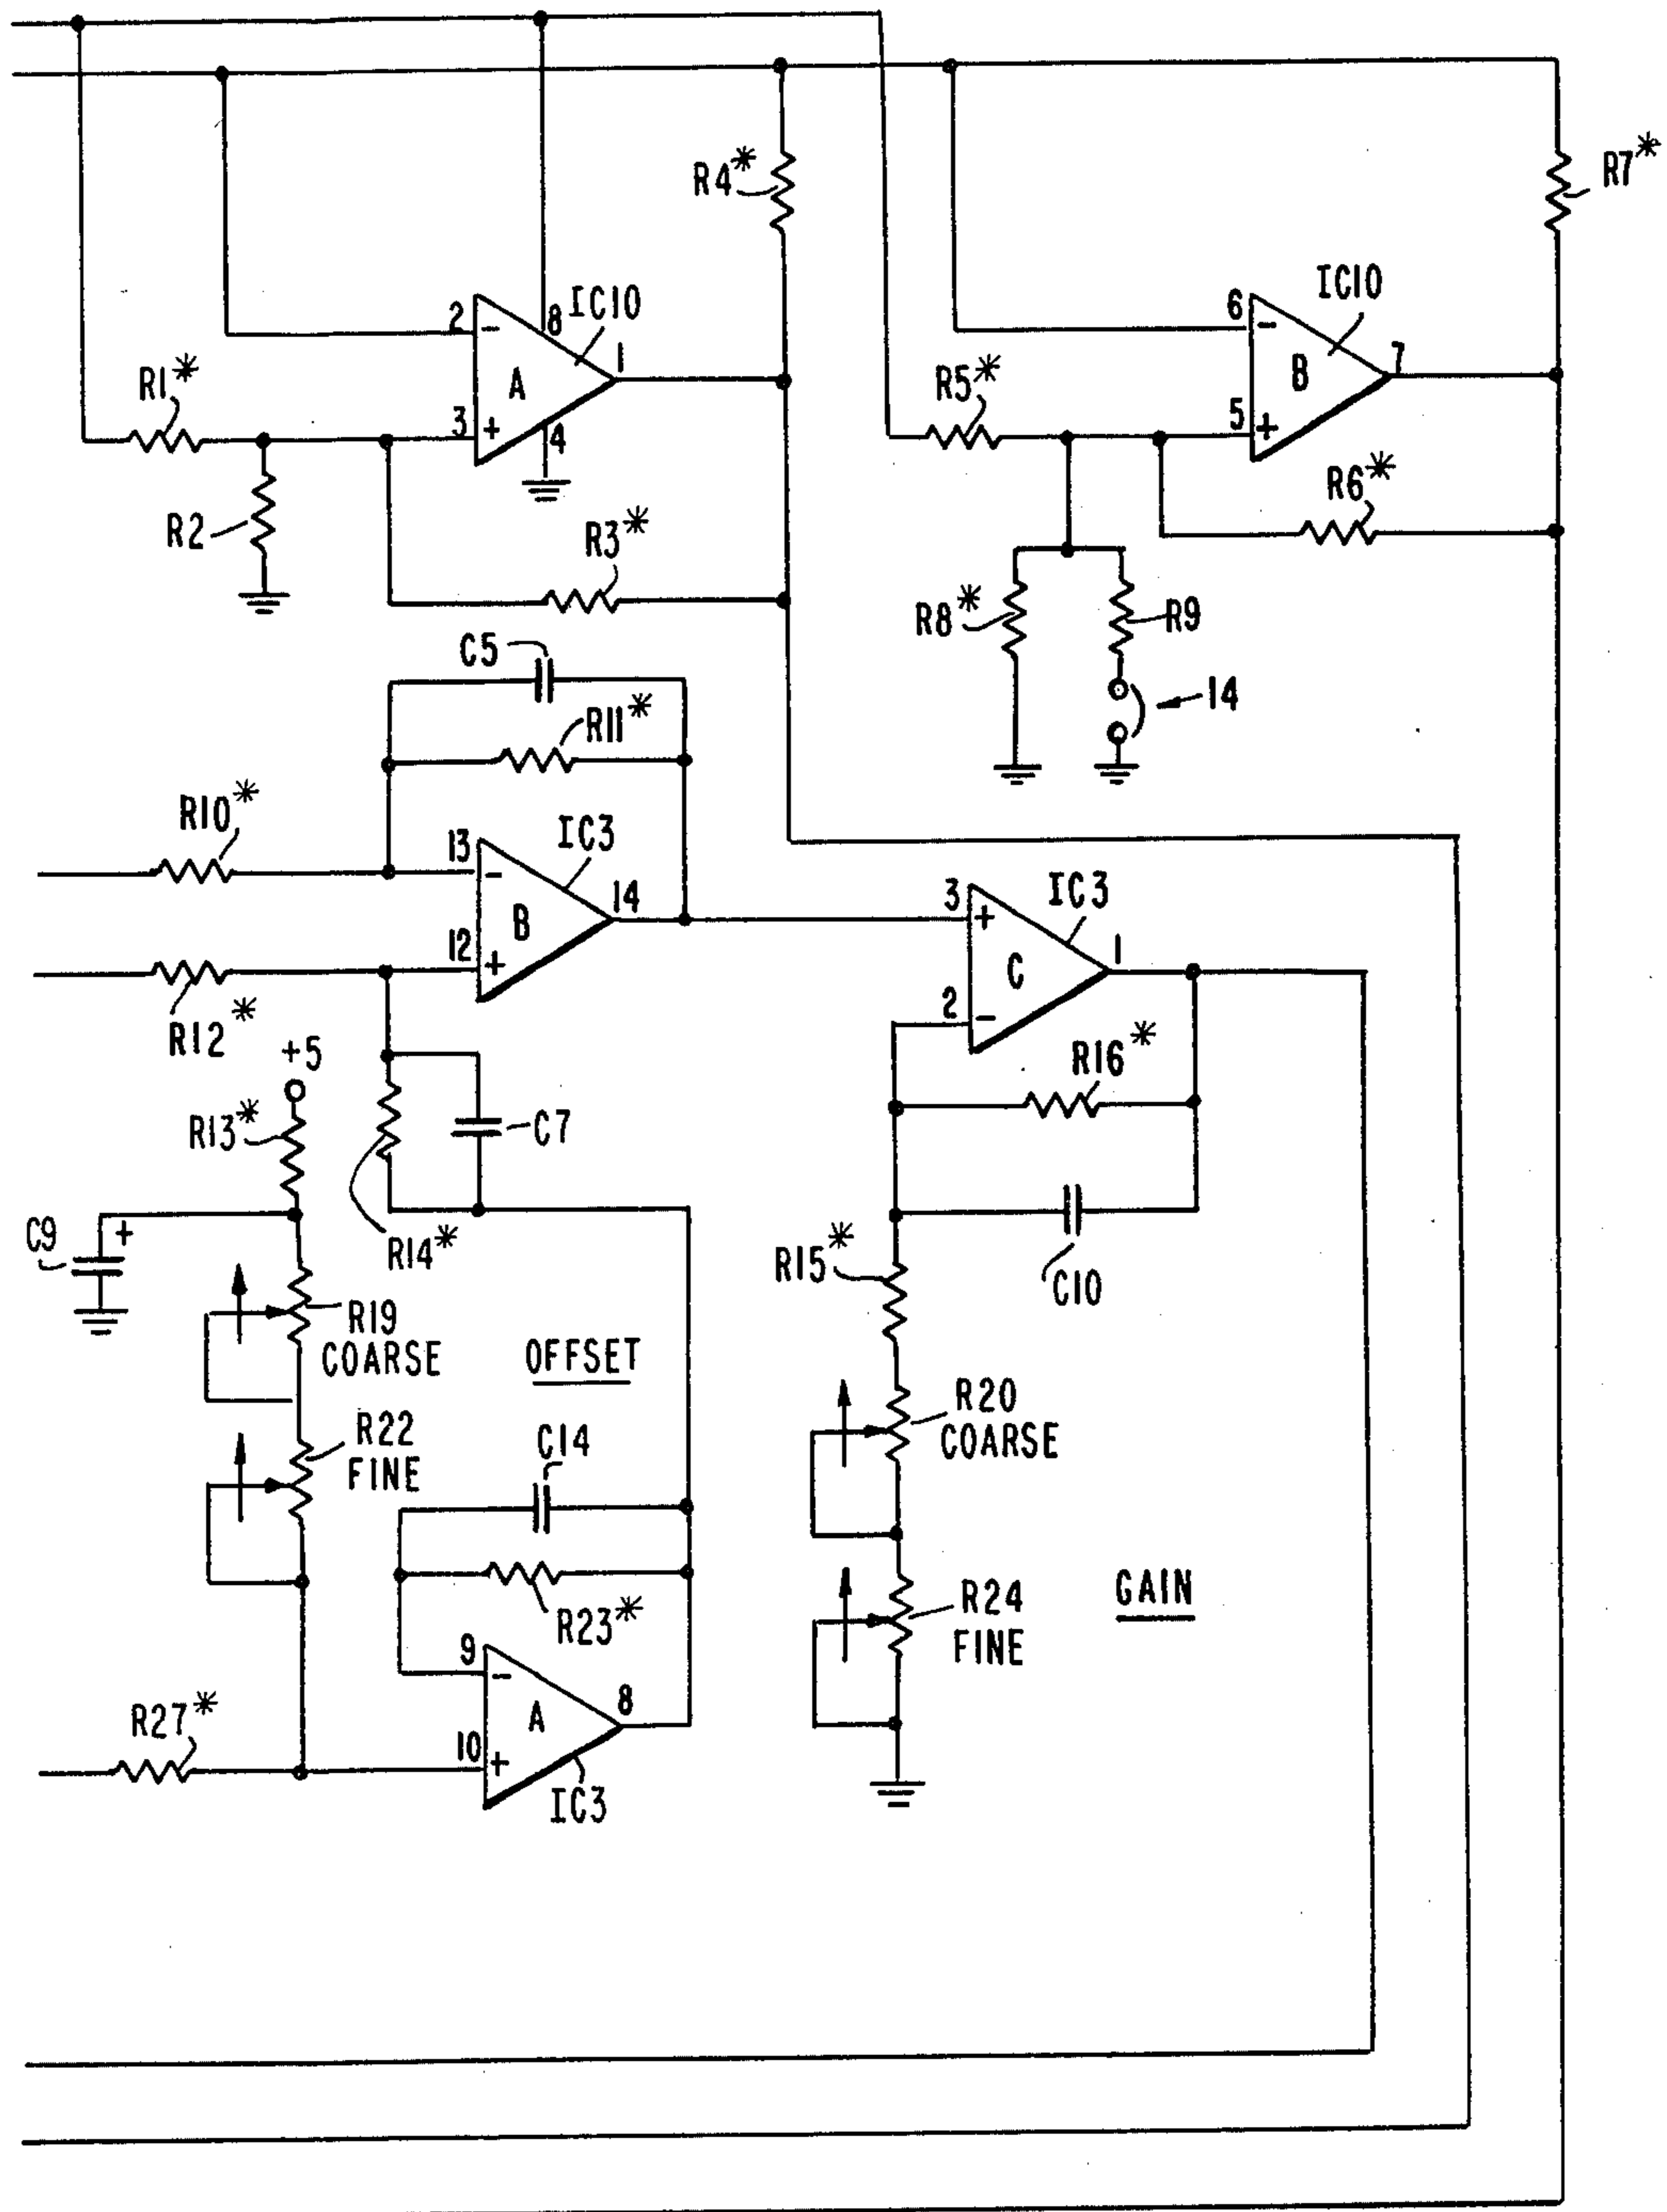 R4*
R7*
IC10
2
-
8
1
A
3
+
4
R1*
R2
R3*
IC10
6
-
7
B
5
+
R5*
R6*
R8*
R9
14
C5
R11*
R10*
IC3
13
-
14
B
12
+
R12*
IC3
3
+
1
C
2
-
R16*
+5
R13*
C7
C9
+
R14*
R15*
C10
R19
COARSE
OFFSET
R20
COARSE
R22
FINE
C14
R23*
R24
FINE
GAIN
9
-
8
A
10
+
IC3
R27*